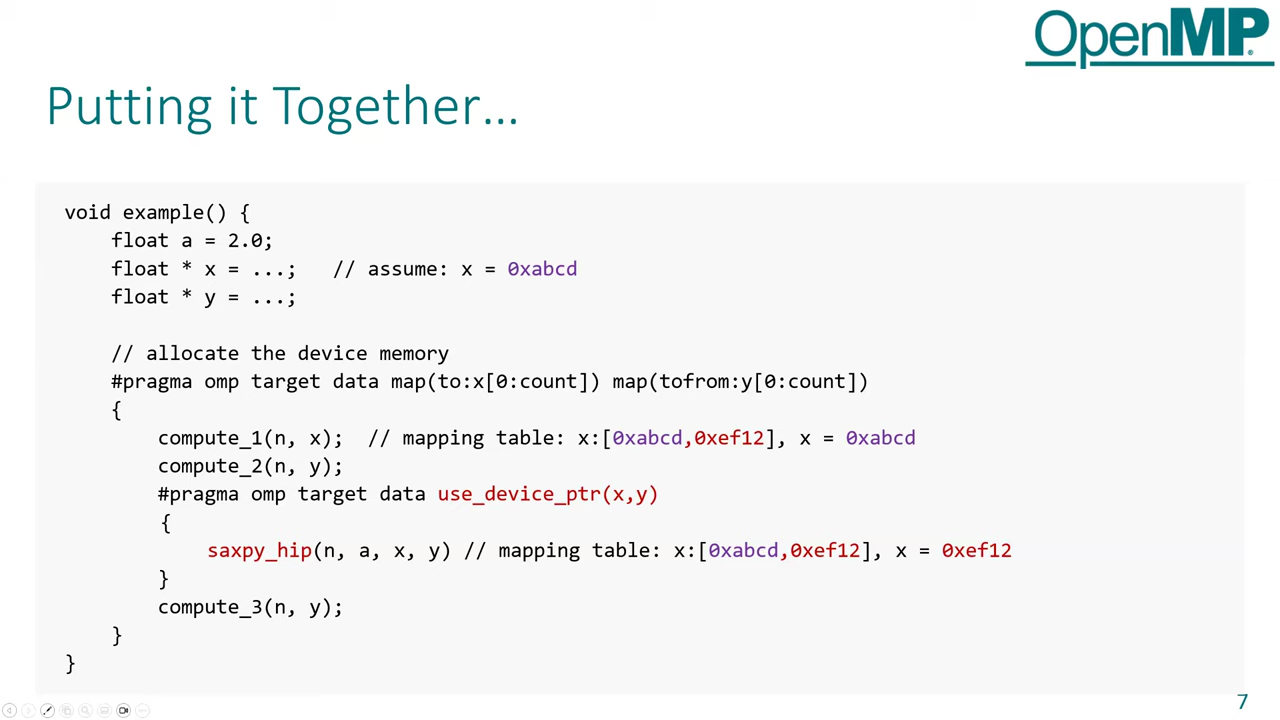 OpenMP®
Putting it Together…
void example() {
float a = 2.0;
float * x = ...; // assume: x = 0xabcd
float * y = ...;
// allocate the device memory
#pragma omp target data map(to:x[0:count]) map(tofrom:y[0:count])
{
compute_1(n, x); // mapping table: x:[0xabcd,0xef12], x = 0xabcd
compute_2(n, y);
#pragma omp target data use_device_ptr(x,y)
{
saxpy_hip(n, a, x, y) // mapping table: x:[0xabcd,0xef12], x = 0xef12
}
compute_3(n, y);
}
}
7